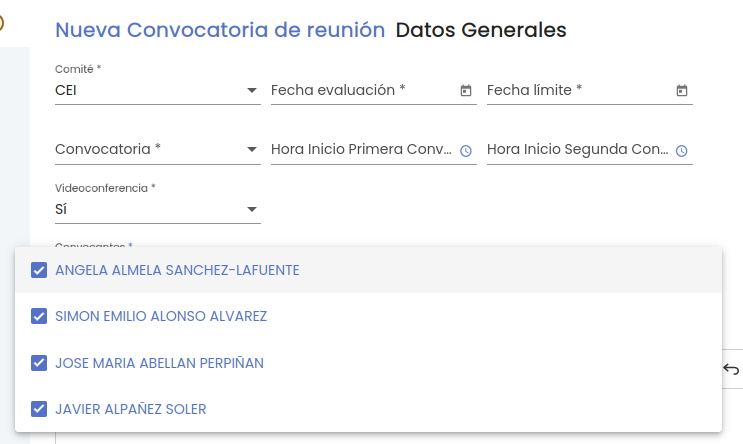 Nueva Convocatoria de reunión Datos Generales
Comité *
CEI
Fecha evaluación *
Fecha límite *
Convocatoria *
Hora Inicio Primera Conv...
Hora Inicio Segunda Con...
Videoconferencia *
Sí
Convocantes *
ANGELA ALMELA SANCHEZ-LAFUENTE
SIMON EMILIO ALONSO ALVAREZ
JOSE MARIA ABELLAN PERPIÑAN
JAVIER ALPAÑEZ SOLER